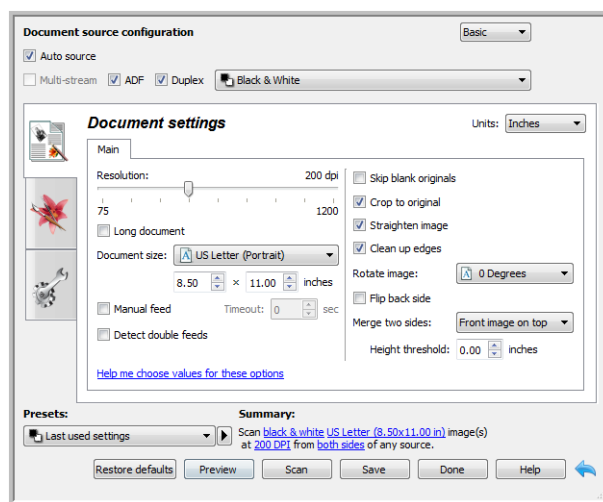 Document source configuration Basic
Auto source
Multi-stream ADF Duplex Black & White
Document settings Units: Inches
Main
Resolution: 200 dpi
75 1200
Long document
Document size: US Letter (Portrait)
8.50 × 11.00 inches
Manual feed Timeout: 0 sec
Detect double feeds
Skip blank originals
Crop to original
Straighten image
Clean up edges
Rotate image: 0 Degrees
Flip back side
Merge two sides: Front image on top
Height threshold: 0.00 inches
Help me choose values for these options
Presets:
Last used settings
Summary:
Scan black & white US Letter (8.50x11.00 in) image(s)
at 200 DPI from both sides of any source.
Restore defaults Preview Scan Save Done Help